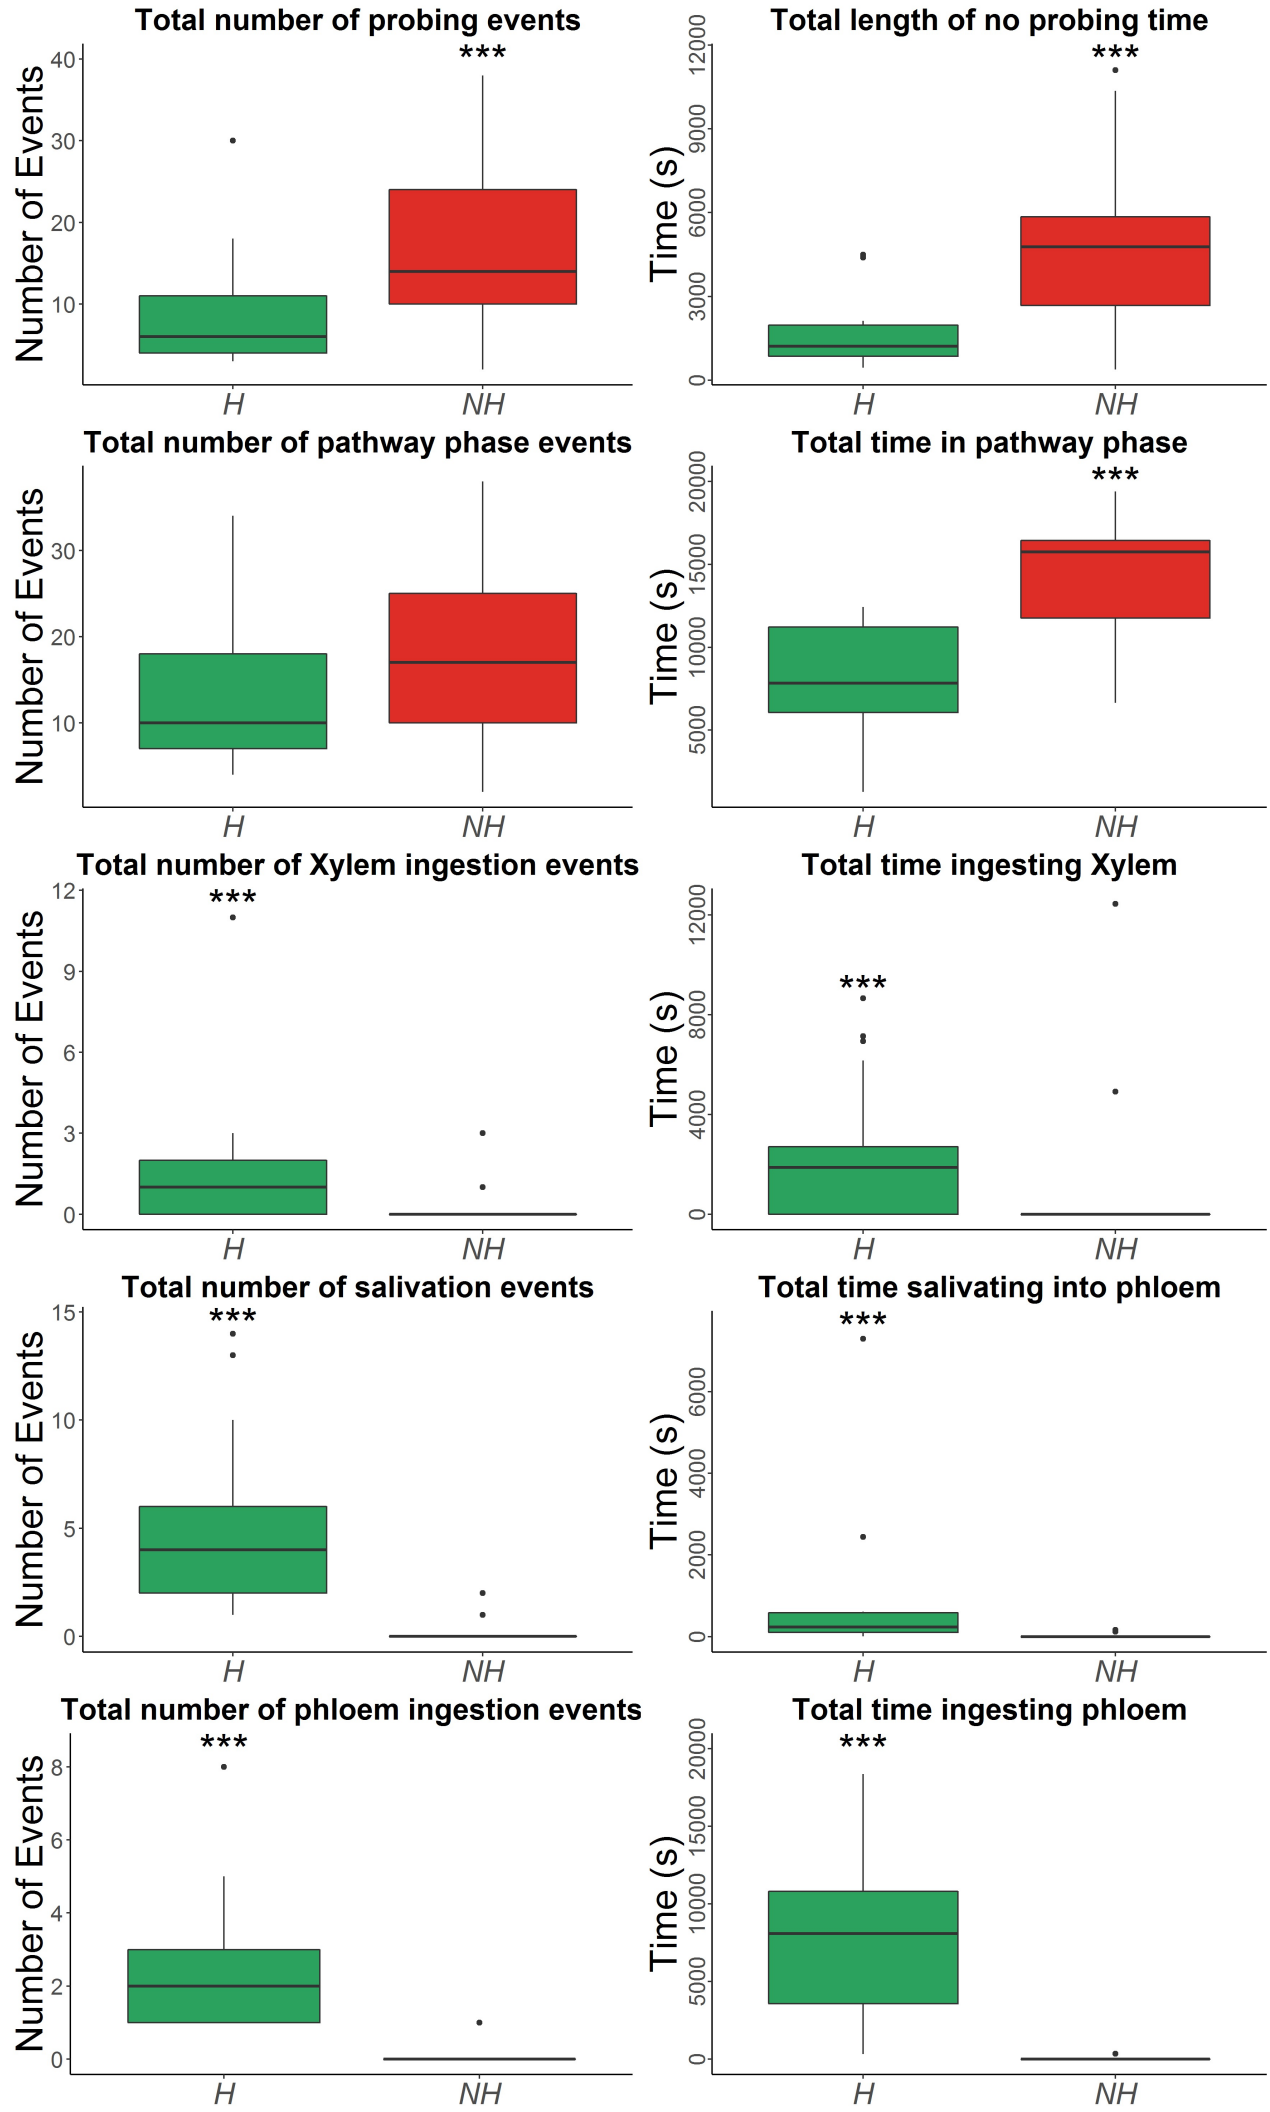 Total number of probing events
***
Number of Events
40
30
20
10
H NH
Total length of no probing time
***
Time (s)
12000
9000
6000
3000
0
H NH
Total number of pathway phase events
Number of Events
30
20
10
H NH
Total time in pathway phase
***
Time (s)
20000
15000
10000
5000
H NH
Total number of Xylem ingestion events
***
Number of Events
12
9
6
3
0
H NH
Total time ingesting Xylem
***
Time (s)
12000
8000
4000
0
H NH
Total number of salivation events
***
Number of Events
15
10
5
0
H NH
Total time salivating into phloem
***
Time (s)
6000
4000
2000
0
H NH
Total number of phloem ingestion events
***
Number of Events
8
6
4
2
0
H NH
Total time ingesting phloem
***
Time (s)
20000
15000
10000
5000
0
H NH